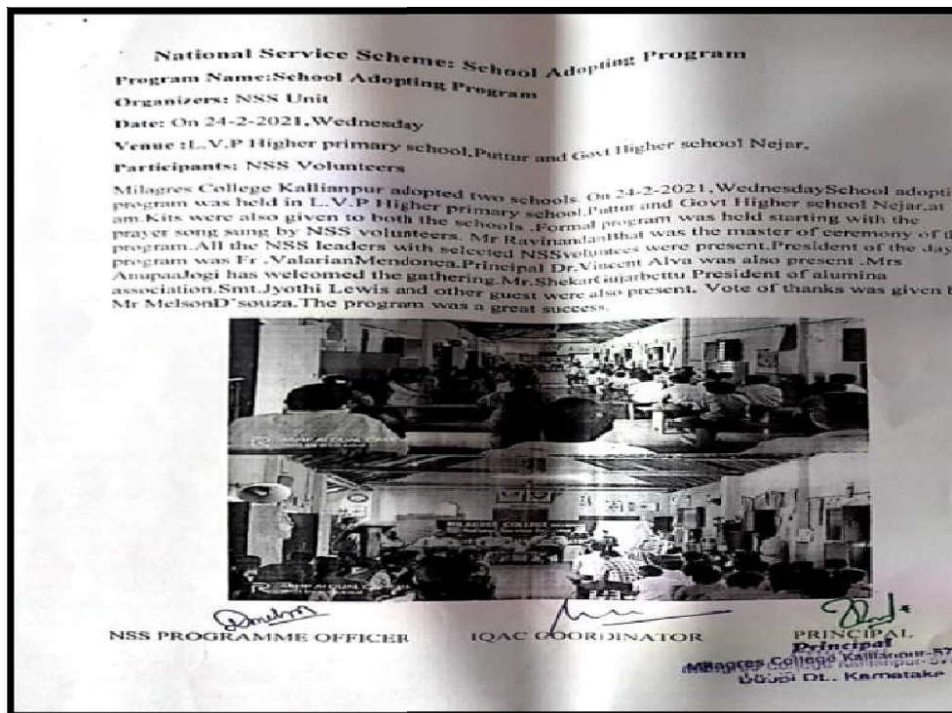 National Service Scheme: School Adopting Program
Program Name:School Adopting Program
Organizers: NSS Unit
Date: On 24-2-2021,Wednesday
Venue :L.V.P Higher primary school,Puttur and Govt Higher school Nejar,
Participants: NSS Volunteers
Milagres College Kallianpur adopted two schools. On 24-2-2021,WednesdaySchool adopti
program was held in L.V.P Higher primary school,Puttur and Govt Higher school Nejar,at
am.Kits were also given to both the schools .Formal program was held starting with the
prayer song sung by NSS volunteers. Mr Ravinandan was the master of ceremony of th
program.All the NSS leaders with selected were present.President of the day
program was Fr .ValarianMendonca.Principal Dr.Vincent Alva was also present .Mrs
AnupaaJogi has welcomed the gathering.Mr.ShekarGujarbettu President of alumina
association.Smt.Jyothi Lewis and other guest were also present. Vote of thanks was given b
Mr MelsonD'souza.The program was a great success.
MILAGRES COLLEGE
NSS PROGRAMME OFFICER IQAC COORDINATOR PRINCIPAL
Principal
Milagres College Kallianpur-57
Udupi Dt., Karnataka